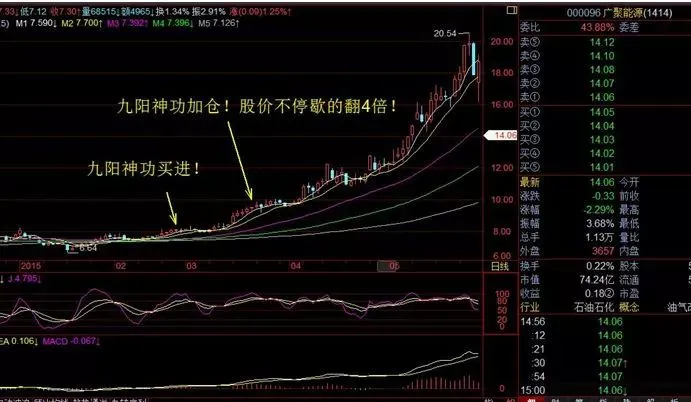 7.33↓低7.12 收7.30↑量68515↓额4965↓换1.34% 振2.91% 涨(0.09)1.25%↑
5) M1 7.590↓ M2 7.700↑ M3 7.392↑ M4 7.396↓ M5 7.126↑
20.54
20.00
18.00
16.00
14.06
12.00
10.00
8.00
6.00
九阳神功加仓！股价不停歇的翻4倍！
九阳神功买进！
6.64
2015
02
03
04
05
日线
J 4.795↓
100
80
50
20
0
EA 0.106↓ MACD -0.067↓
0
000096 广聚能源(1414)
委比 43.88% 委差
卖⑤ 14.12
卖④ 14.10
卖③ 14.08
卖② 14.07
卖① 14.06
买① 14.05
买② 14.04
买③ 14.03
买④ 14.02
买⑤ 14.01
最新 14.06 今开
涨跌 -0.33 前收
涨幅 -2.29% 最高
振幅 3.68% 最低
总手 1.13万 量比
外盘 3657 内盘
换手 0.22% 股本
市值 74.24亿 流通
收益 0.18② 市盈
行业 石油石化 概念 油气改
14:56 14.06
:21 14.06
:30 14.07↑
:54 14.06↓
15:00 14.06